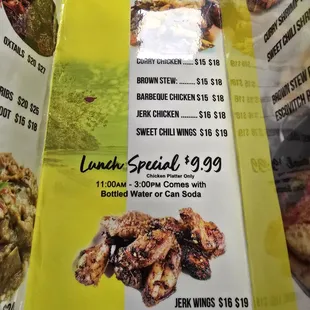 OXTAILS $20 $27
RIBS $20 $25
$15 $18
CURRY CHICKEN ...... $15 $18
BROWN STEW: ......... $15 $18
BARBEQUE CHICKEN $15 $18
JERK CHICKEN ......... $16 $18
SWEET CHILI WINGS $16 $19
Lunch Special $9.99
Chicken Platter Only
11:00AM - 3:00PM Comes with
Bottled Water or Can Soda
JERK WINGS $16 $19
CURRY SHRIMP
SWEET CHILI SHR
BROWN STEW
ESCOVITCH